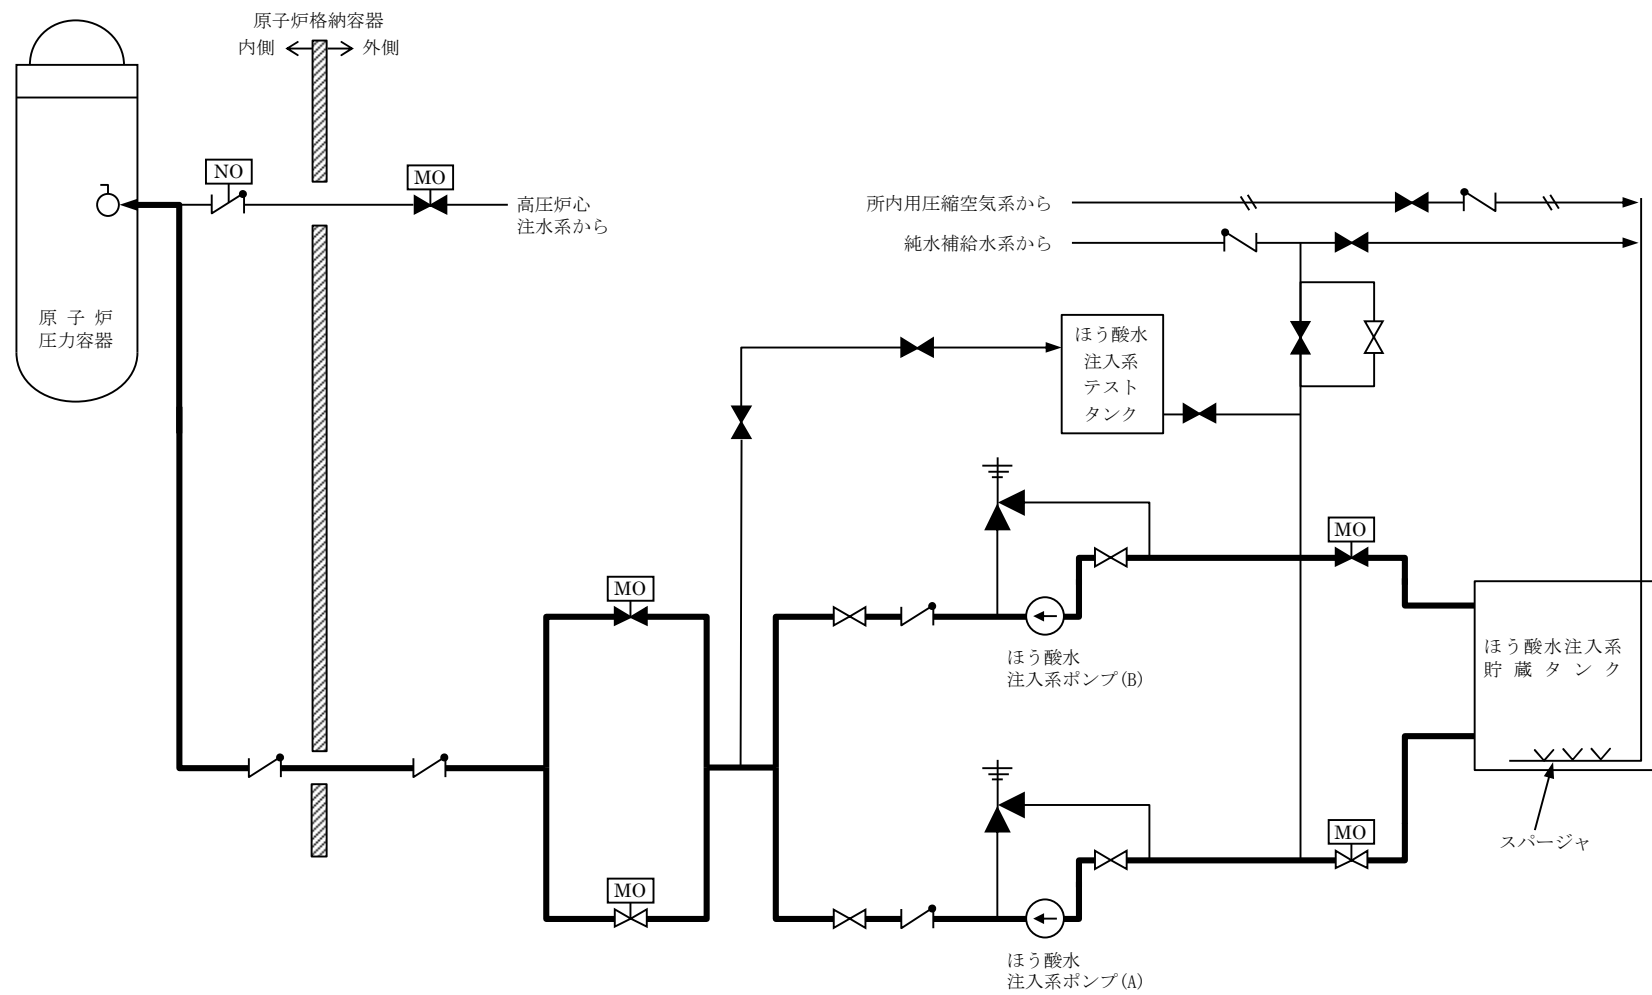 原子炉格納容器
内側
外側
NO
MO
高圧炉心
注水系から
所内用圧縮空気系から
純水補給水系から
原子炉
圧力容器
ほう酸水
注入系
テスト
タンク
MO
MO
ほう酸水
注入系ポンプ(B)
ほう酸水注入系
貯蔵タンク
MO
スパージャ
MO
ほう酸水
注入系ポンプ(A)